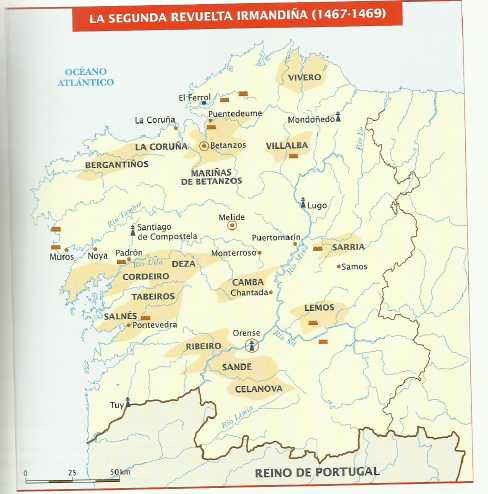 LA SEGUNDA REVUELTA IRMANDIÑA (1467-1469)
OCÉANO
ATLÁNTICO
VIVERO
El Ferrol
Puentedeume
Mondoñedo
La Coruña
LA CORUÑA
Betanzos
VILLALBA
Río Eo
BERGANTIÑOS
MARIÑAS
DE BETANZOS
Río Tambre
Melide
Lugo
Santiago
de Compostela
Puertomarín
Muros
Noya
Padrón
Río Ulla
DEZA
Monterroso
Río Miño
SARRIA
Samos
CORDEIRO
CAMBA
Chantada
TABEIROS
LEMOS
SALNÉS
Pontevedra
Orense
Río Sil
RIBEIRO
SANDE
CELANOVA
Tuy
Río Limia
0 25 50 km
REINO DE PORTUGAL